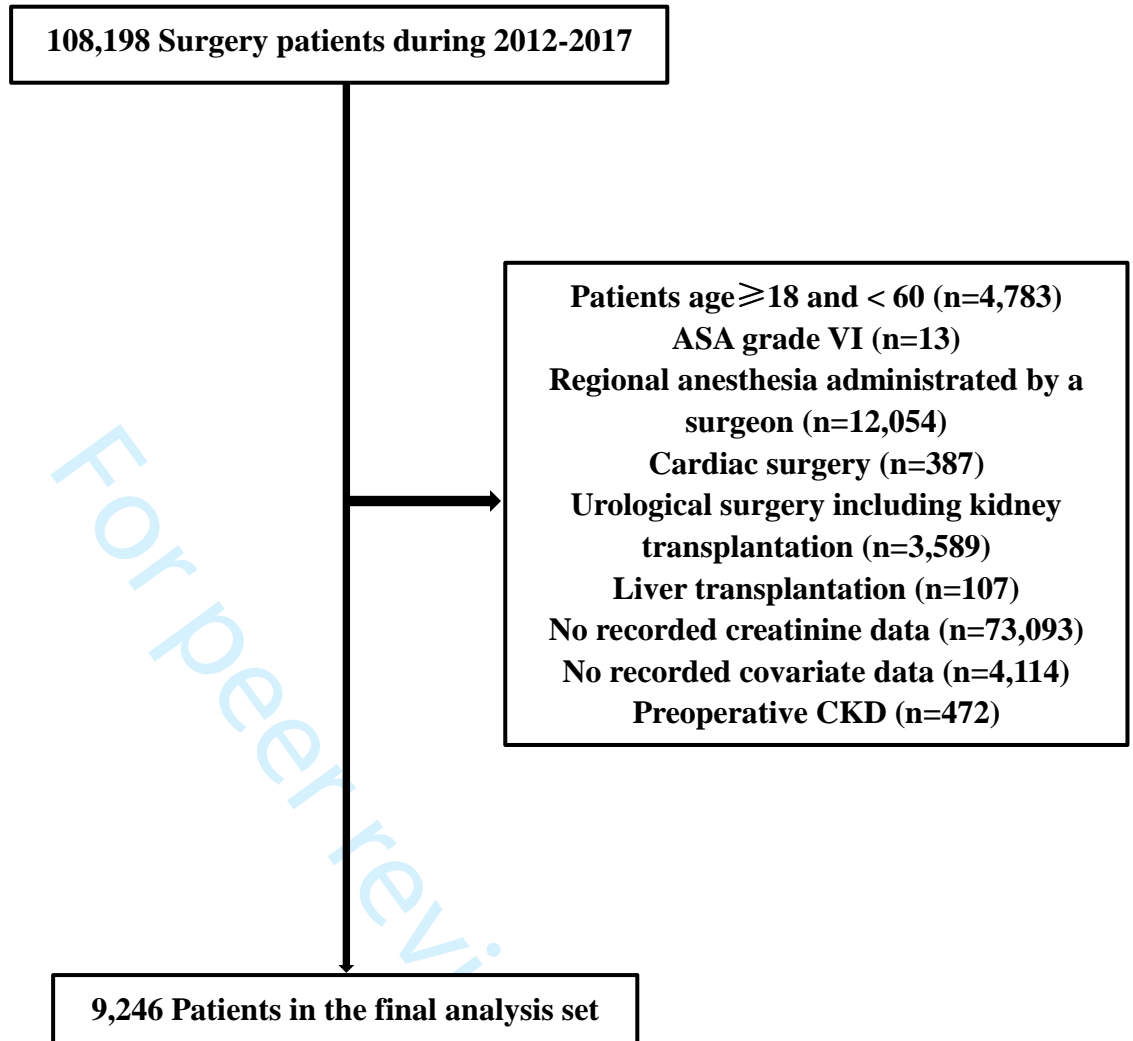 108,198 Surgery patients during 2012-2017
Patients age≥18 and < 60 (n=4,783)
ASA grade VI (n=13)
Regional anesthesia administrated by a
surgeon (n=12,054)
Cardiac surgery (n=387)
Urological surgery including kidney
transplantation (n=3,589)
Liver transplantation (n=107)
No recorded creatinine data (n=73,093)
No recorded covariate data (n=4,114)
Preoperative CKD (n=472)
For peer revi
9,246 Patients in the final analysis set